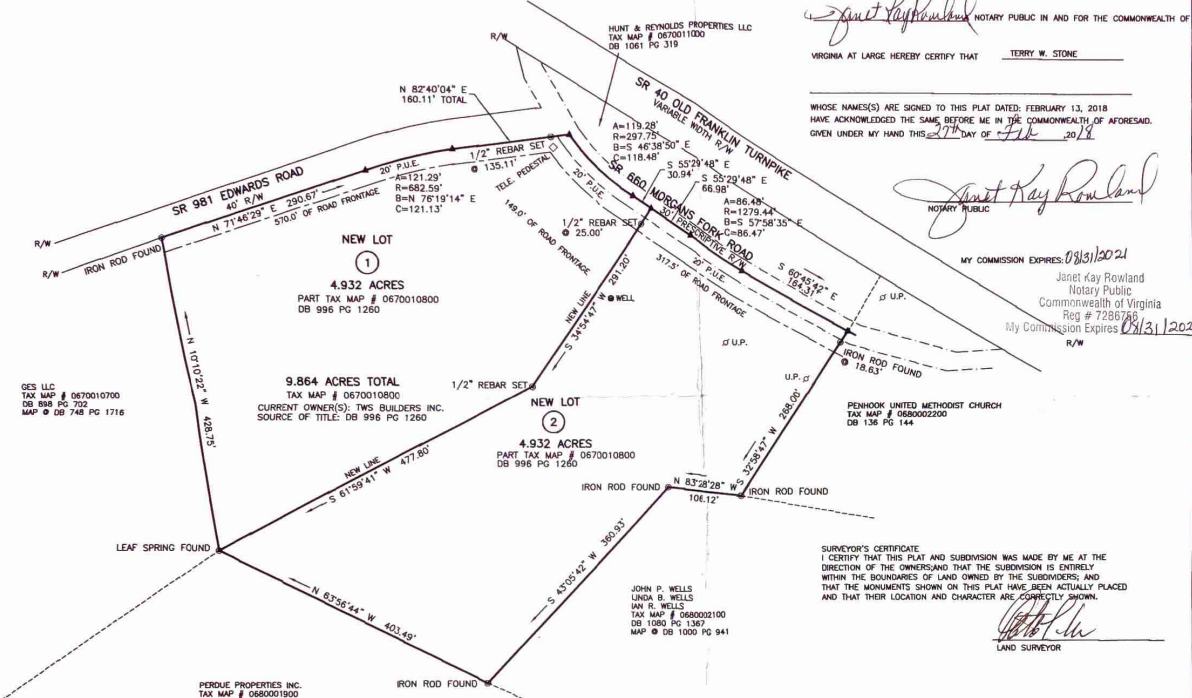 NOTARY PUBLIC IN AND FOR THE COMMONWEALTH OF
VIRGINIA AT LARGE HEREBY CERTIFY THAT TERRY W. STONE
WHOSE NAMES(S) ARE SIGNED TO THIS PLAT DATED: FEBRUARY 13, 2018
HAVE ACKNOWLEDGED THE SAME BEFORE ME IN THE COMMONWEALTH OF AFORESAID.
GIVEN UNDER MY HAND THIS 27th DAY OF Feb 2018
Janet Kay Rowland
NOTARY PUBLIC
MY COMMISSION EXPIRES: 08/31/2021
Janet Kay Rowland
Notary Public
Commonwealth of Virginia
Reg # 7286756
My Commission Expires 08/31/202
R/W
HUNT & REYNOLDS PROPERTIES LLC
TAX MAP # 0670011000
DB 1061 PG 319
R/W
N 82°40'04" E
160.11' TOTAL
SR 40 OLD FRANKLIN TURNPIKE
VARIABLE WIDTH R/W
A=119.28'
R=297.75'
B=S 46°38'50" E
C=118.48'
S 55°29'48" E
30.94'
S 55°29'48" E
66.98'
SR 660 MORGANS FORK ROAD
30' PRESCRIPTIVE R/W
A=86.48'
R=1279.44'
B=S 57°58'35" E
C=86.47'
S 60°45'42" E
164.31'
20' P.U.E.
20' P.U.E.
317.5' OF ROAD FRONTAGE
1/2" REBAR SET
@ 135.11'
TELE. PEDESTAL
149.0' OF ROAD FRONTAGE
1/2" REBAR SET
@ 25.00'
SR 981 EDWARDS ROAD
40' R/W
20' P.U.E.
N 71°46'29" E 290.67'
570.0' OF ROAD FRONTAGE
A=121.29'
R=682.59'
B=N 76°19'14" E
C=121.13'
R/W
R/W
IRON ROD FOUND
NEW LOT
1
4.932 ACRES
PART TAX MAP # 0670010800
DB 996 PG 1260
NEW LINE
S 34°54'47" W 291.20'
WELL
U.P.
U.P.
U.P.
IRON ROD FOUND
@ 18.63'
N 10°10'22" W 428.75'
GES LLC
TAX MAP # 0670010700
DB 898 PG 702
MAP @ DB 748 PG 1716
9.864 ACRES TOTAL
TAX MAP # 0670010800
CURRENT OWNER(S): TWS BUILDERS INC.
SOURCE OF TITLE: DB 996 PG 1260
1/2" REBAR SET
NEW LOT
2
4.932 ACRES
PART TAX MAP # 0670010800
DB 996 PG 1260
PENHOOK UNITED METHODIST CHURCH
TAX MAP # 0680002200
DB 136 PG 144
S 32°58'47" W 268.00'
NEW LINE
S 61°59'41" W 477.80'
IRON ROD FOUND
N 83°28'28" W
106.12'
IRON ROD FOUND
LEAF SPRING FOUND
S 43°05'42" W 360.93'
N 63°56'44" W 403.49'
JOHN P. WELLS
LINDA B. WELLS
IAN R. WELLS
TAX MAP # 0680002100
DB 1080 PG 1367
MAP @ DB 1000 PG 941
SURVEYOR'S CERTIFICATE
I CERTIFY THAT THIS PLAT AND SUBDIVISION WAS MADE BY ME AT THE
DIRECTION OF THE OWNERS;AND THAT THE SUBDIVISION IS ENTIRELY
WITHIN THE BOUNDARIES OF LAND OWNED BY THE SUBDIVIDERS; AND
THAT THE MONUMENTS SHOWN ON THIS PLAT HAVE BEEN ACTUALLY PLACED
AND THAT THEIR LOCATION AND CHARACTER ARE CORRECTLY SHOWN.
LAND SURVEYOR
IRON ROD FOUND
PERDUE PROPERTIES INC.
TAX MAP # 0680001900